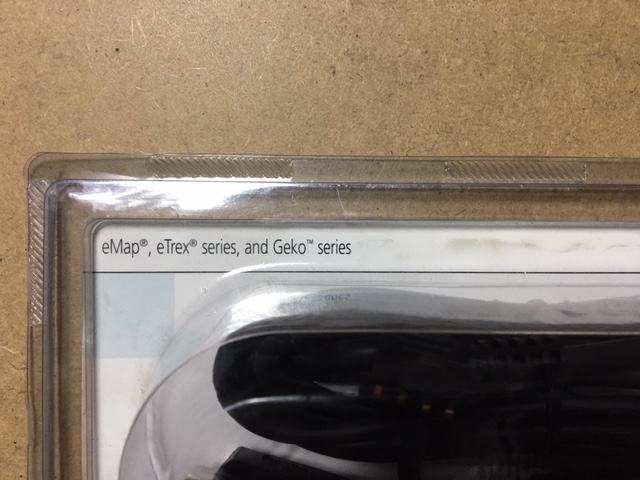 eMap®, eTrex® series, and Geko™ series